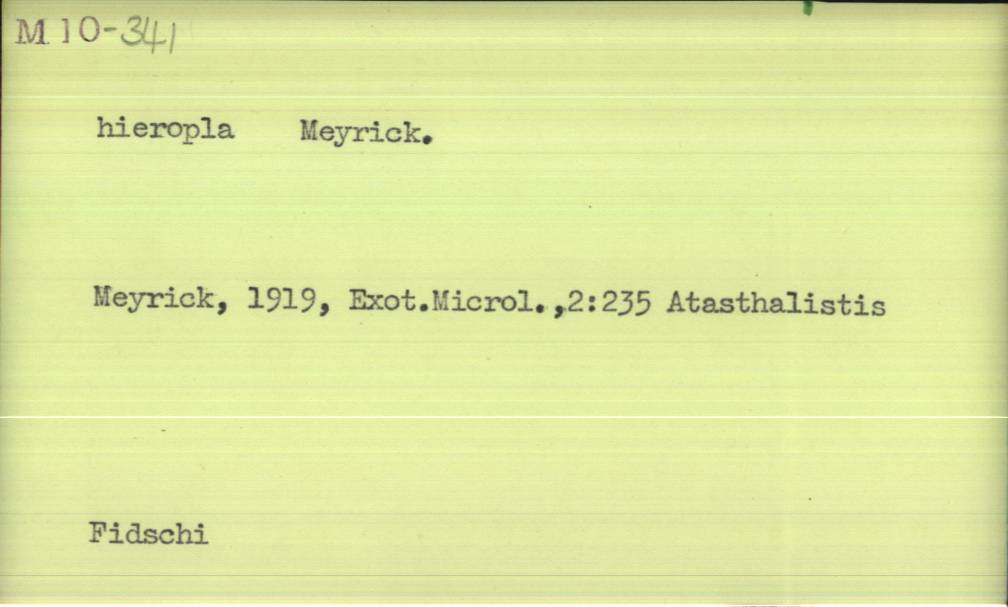 M 10-341
hieropla Meyrick.
Meyrick, 1919, Exot.Microl.,2:235 Atasthalistis
Fidschi